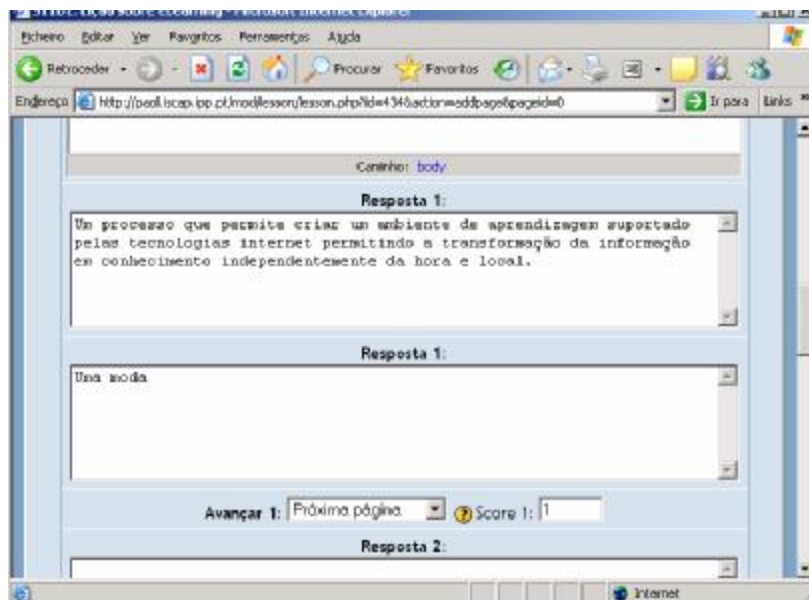 Ficheiro Editar Ver Favoritos Ferramentas Ajuda
Retroceder Procurar Favoritos
Endereço http://paol.iscap.ipp.pt/mod/lesson/lesson.php?id=434&action=addpage&pageid=0 Ir para Links »
Caminho: body
Resposta 1:
Um processo que permite criar um ambiente de aprendizagem suportado
pelas tecnologias internet permitindo a transformação da informação
em conhecimento independentemente da hora e local.
Resposta 1:
Uma moda
Avançar 1: Próxima página Score 1: 1
Resposta 2:
Internet